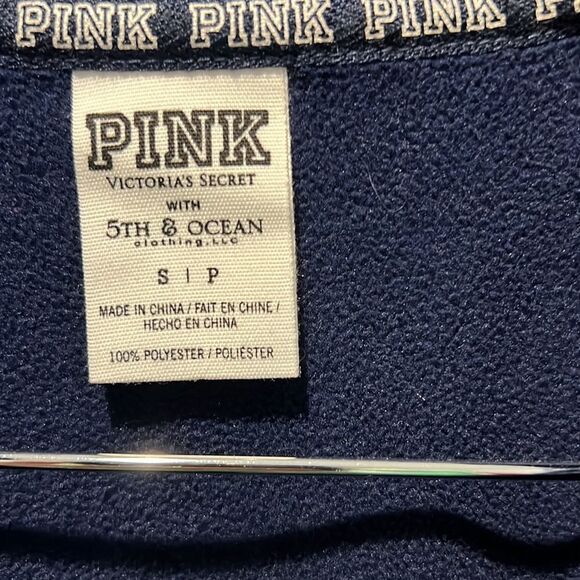 PINK PINK PINK PINK P
PINK
VICTORIA'S SECRET
WITH
5TH & OCEAN
clothing, LLC
S | P
MADE IN CHINA / FAIT EN CHINE /
HECHO EN CHINA
100% POLYESTER / POLIÉSTER